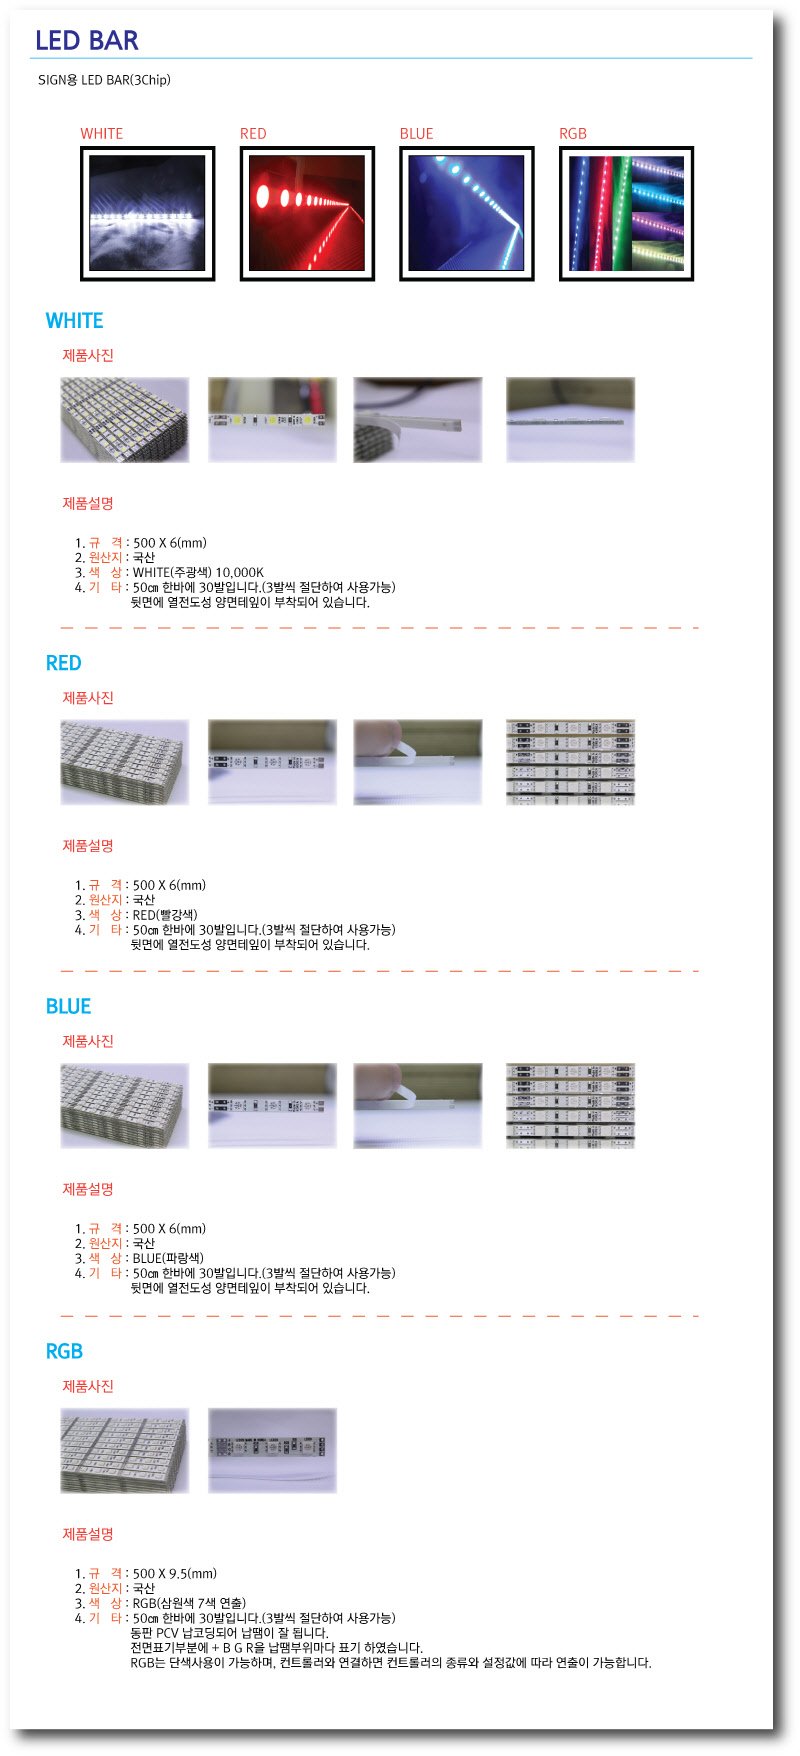 LED BAR
SIGN용 LED BAR(3Chip)
WHITE RED BLUE RGB
WHITE
제품사진
제품설명
1. 규 격 : 500 X 6(mm)
2. 원산지 : 국산
3. 색 상 : WHITE(주광색) 10,000K
4. 기 타 : 50㎝ 한바에 30발입니다.(3발씩 절단하여 사용가능)
뒷면에 열전도성 양면테잎이 부착되어 있습니다.
RED
제품사진
제품설명
1. 규 격 : 500 X 6(mm)
2. 원산지 : 국산
3. 색 상 : RED(빨강색)
4. 기 타 : 50㎝ 한바에 30발입니다.(3발씩 절단하여 사용가능)
뒷면에 열전도성 양면테잎이 부착되어 있습니다.
BLUE
제품사진
제품설명
1. 규 격 : 500 X 6(mm)
2. 원산지 : 국산
3. 색 상 : BLUE(파랑색)
4. 기 타 : 50㎝ 한바에 30발입니다.(3발씩 절단하여 사용가능)
뒷면에 열전도성 양면테잎이 부착되어 있습니다.
RGB
제품사진
제품설명
1. 규 격 : 500 X 9.5(mm)
2. 원산지 : 국산
3. 색 상 : RGB(삼원색 7색 연출)
4. 기 타 : 50㎝ 한바에 30발입니다.(3발씩 절단하여 사용가능)
동판 PCV 납코딩되어 납땜이 잘 됩니다.
전면표기부분에 + B G R을 납땜부위마다 표기 하였습니다.
RGB는 단색사용이 가능하며, 컨트롤러와 연결하면 컨트롤러의 종류와 설정값에 따라 연출이 가능합니다.